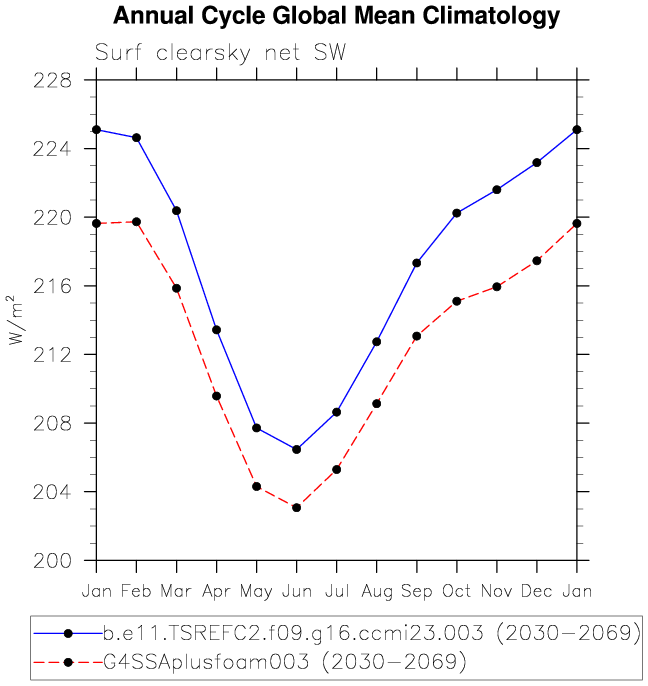 Annual Cycle Global Mean Climatology
Surf clearsky net SW
228
224
220
216
212
208
204
200
W/m²
Jan Feb Mar Apr May Jun Jul Aug Sep Oct Nov Dec Jan
b.e11.TSREFC2.f09.g16.ccmi23.003 (2030-2069)
G4SSAplusfoam003 (2030-2069)